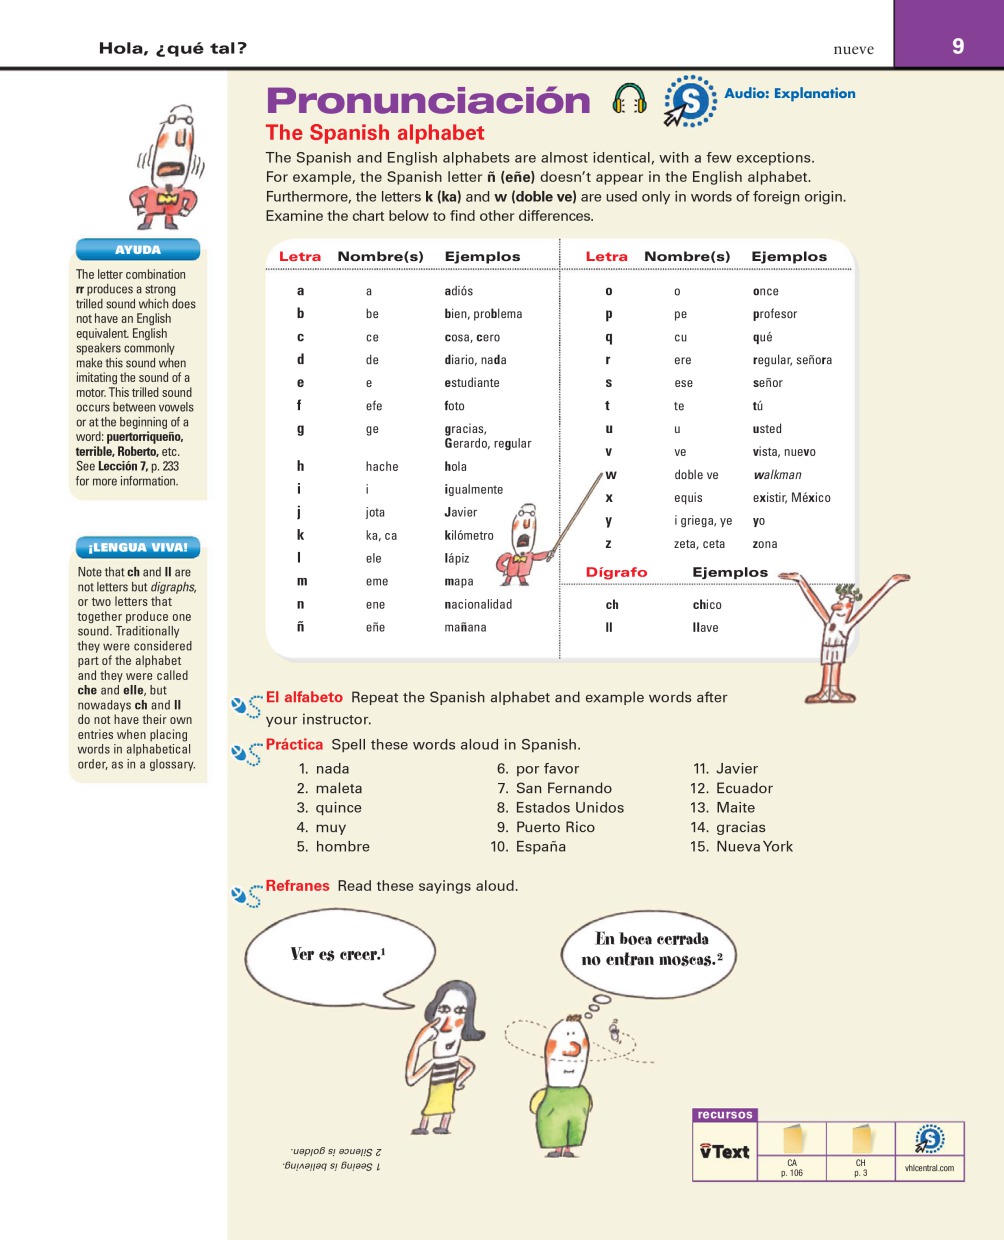 Hola, ¿qué tal?
nueve
9
Pronunciación
S
Audio: Explanation
The Spanish alphabet
The Spanish and English alphabets are almost identical, with a few exceptions.
For example, the Spanish letter ñ (eñe) doesn't appear in the English alphabet.
Furthermore, the letters k (ka) and w (doble ve) are used only in words of foreign origin.
Examine the chart below to find other differences.
AYUDA
The letter combination
rr produces a strong
trilled sound which does
not have an English
equivalent. English
speakers commonly
make this sound when
imitating the sound of a
motor. This trilled sound
occurs between vowels
or at the beginning of a
word: puertorriqueño,
terrible, Roberto, etc.
See Lección 7, p. 233
for more information.
¡LENGUA VIVA!
Note that ch and ll are
not letters but digraphs,
or two letters that
together produce one
sound. Traditionally
they were considered
part of the alphabet
and they were called
che and elle, but
nowadays ch and ll
do not have their own
entries when placing
words in alphabetical
order, as in a glossary.
Letra Nombre(s) Ejemplos
a a adiós
b be bien, problema
c ce cosa, cero
d de diario, nada
e e estudiante
f efe foto
g ge gracias,
Gerardo, regular
h hache hola
i i igualmente
j jota Javier
k ka, ca kilómetro
l ele lápiz
m eme mapa
n ene nacionalidad
ñ eñe mañana
Letra Nombre(s) Ejemplos
o o once
p pe profesor
q cu qué
r ere regular, señora
s ese señor
t te tú
u u usted
v ve vista, nuevo
w doble ve walkman
x equis existir, México
y i griega, ye yo
z zeta, ceta zona
Dígrafo Ejemplos
ch chico
ll llave
El alfabeto Repeat the Spanish alphabet and example words after
your instructor.
Práctica Spell these words aloud in Spanish.
1. nada
2. maleta
3. quince
4. muy
5. hombre
6. por favor
7. San Fernando
8. Estados Unidos
9. Puerto Rico
10. España
11. Javier
12. Ecuador
13. Maite
14. gracias
15. Nueva York
Refranes Read these sayings aloud.
Ver es creer.1
En boca cerrada
no entran moscas.2
1 Seeing is believing.
2 Silence is golden.
recursos
vText
CA
p. 106
CH
p. 3
S
vhlcentral.com